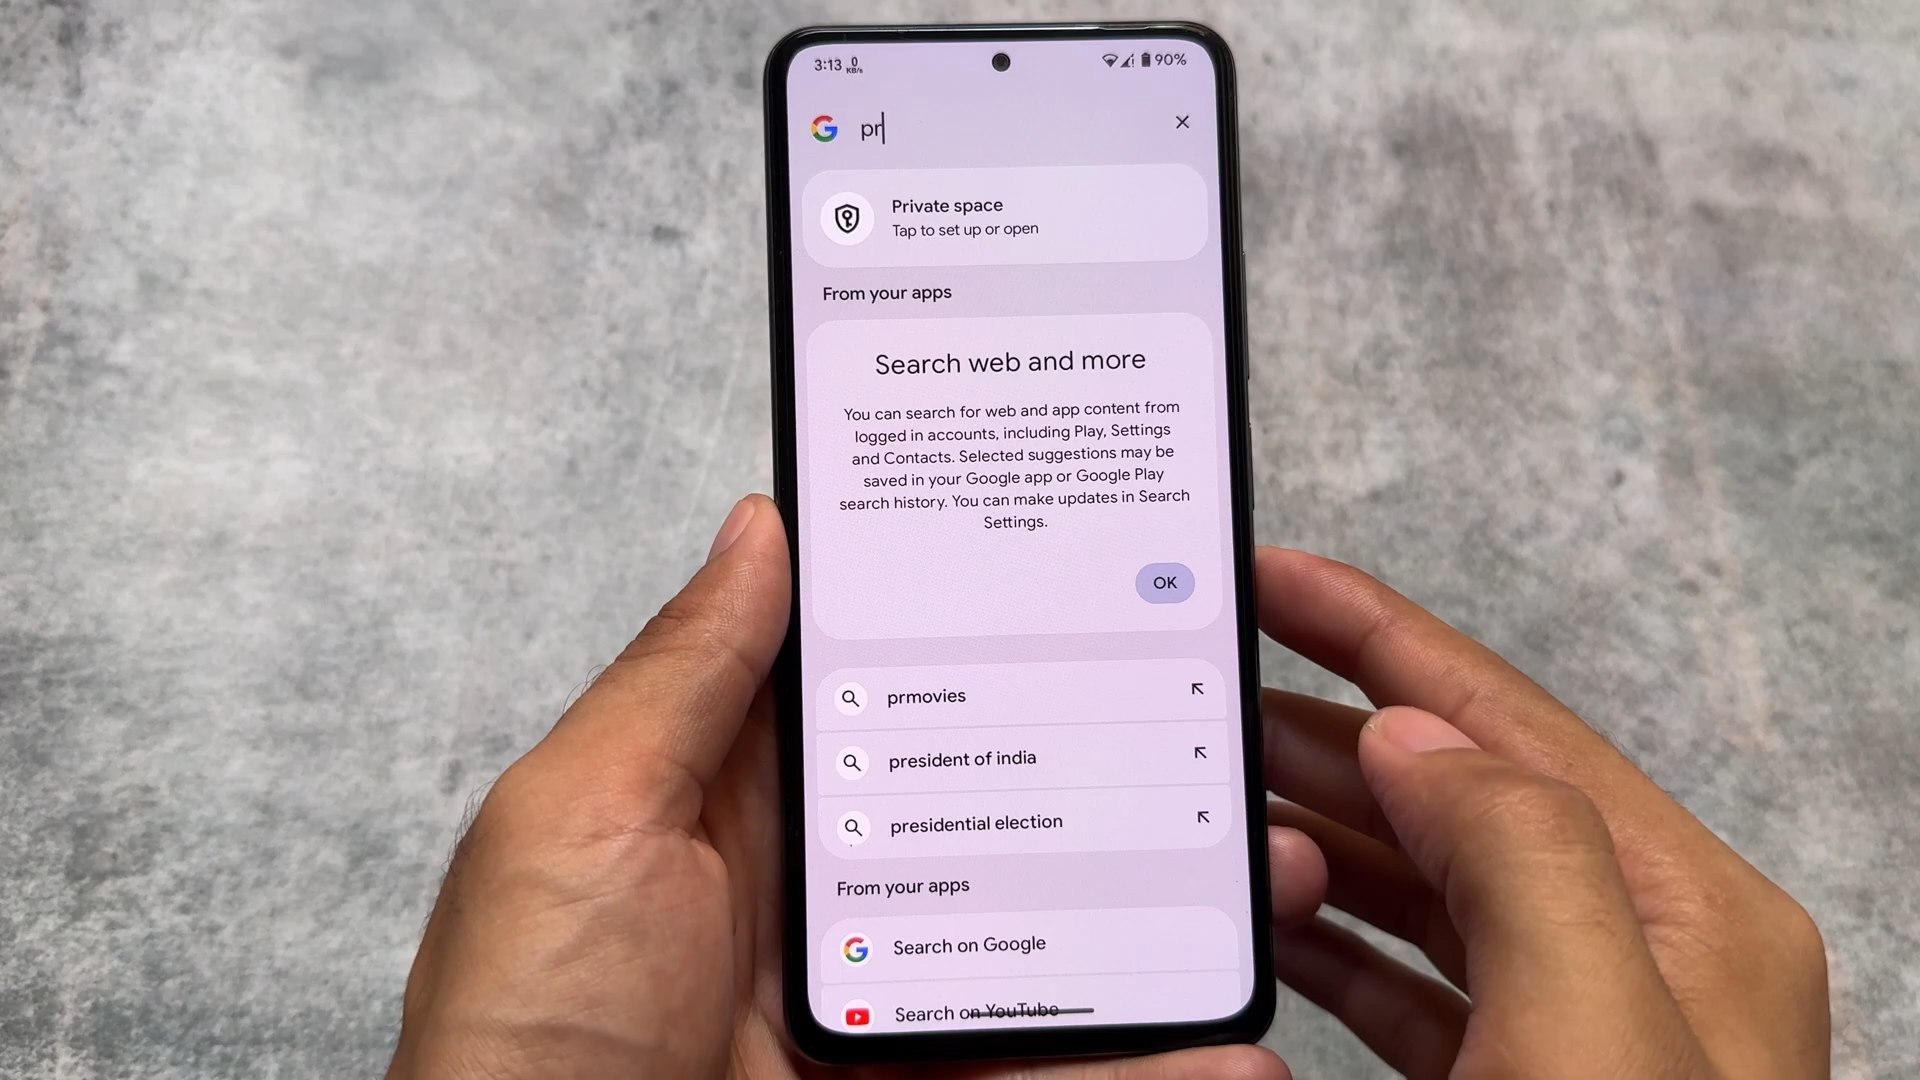 3:13 0 KB/s 90%
pr
Private space
Tap to set up or open
From your apps
Search web and more
You can search for web and app content from
logged in accounts, including Play, Settings
and Contacts. Selected suggestions may be
saved in your Google app or Google Play
search history. You can make updates in Search
Settings.
OK
prmovies
president of india
presidential election
From your apps
Search on Google
Search on YouTube